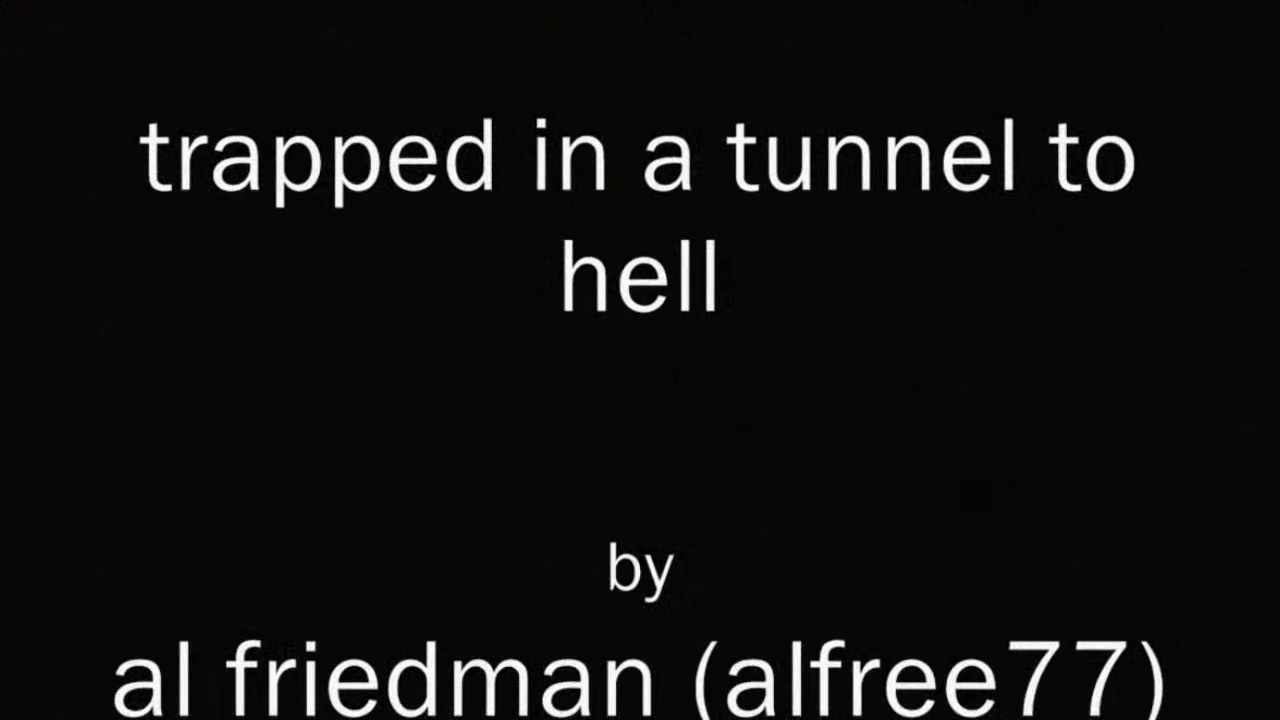 trapped in a tunnel to
hell
by
al friedman (alfree77)